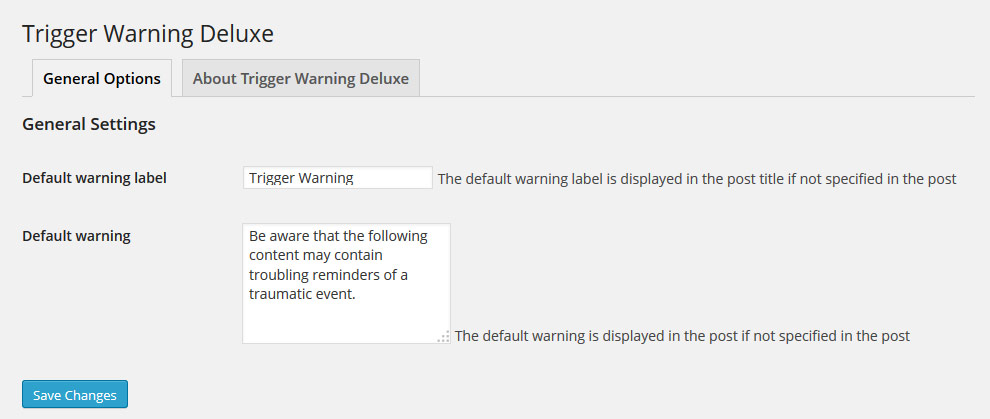 Trigger Warning Deluxe
General Options About Trigger Warning Deluxe
General Settings
Default warning label Trigger Warning The default warning label is displayed in the post title if not specified in the post
Default warning Be aware that the following
content may contain
troubling reminders of a
traumatic event.
The default warning is displayed in the post if not specified in the post
Save Changes